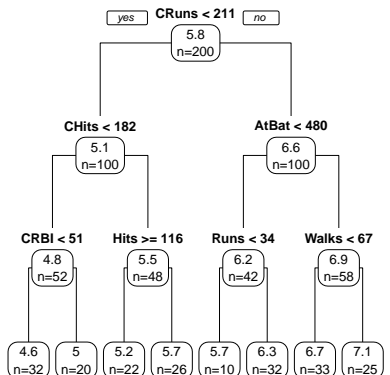 yes CRuns < 211 no
5.8
n=200
CHits < 182 AtBat < 480
5.1 6.6
n=100 n=100
CRBI < 51 Hits >= 116 Runs < 34 Walks < 67
4.8 5.5 6.2 6.9
n=52 n=48 n=42 n=58
4.6 5 5.2 5.7 5.7 6.3 6.7 7.1
n=32 n=20 n=22 n=26 n=10 n=32 n=33 n=25